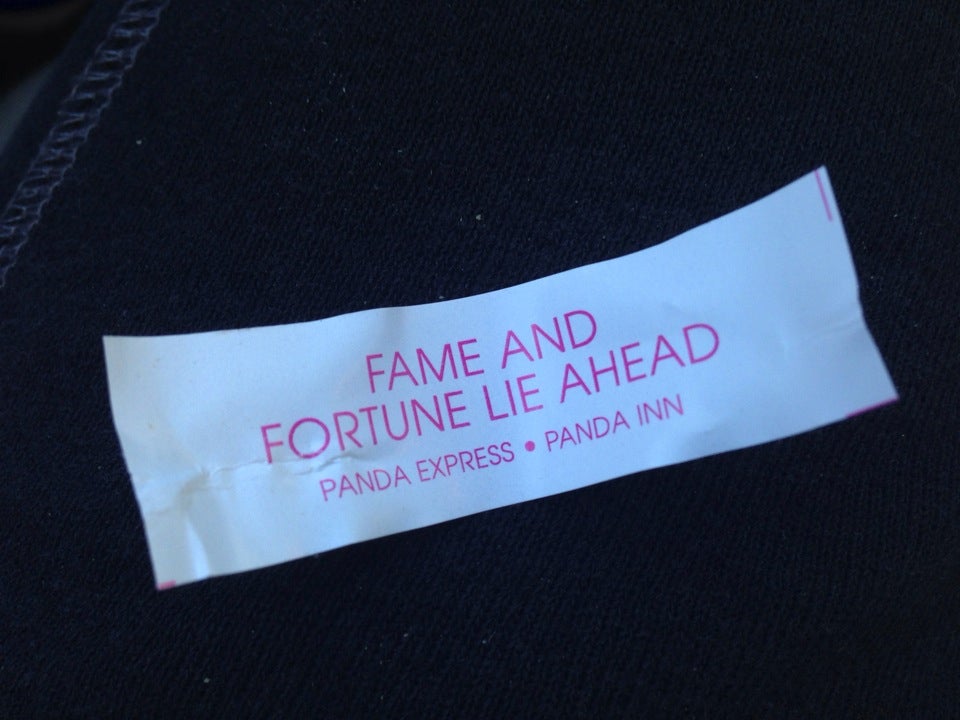 FAME AND
FORTUNE LIE AHEAD
PANDA EXPRESS • PANDA INN